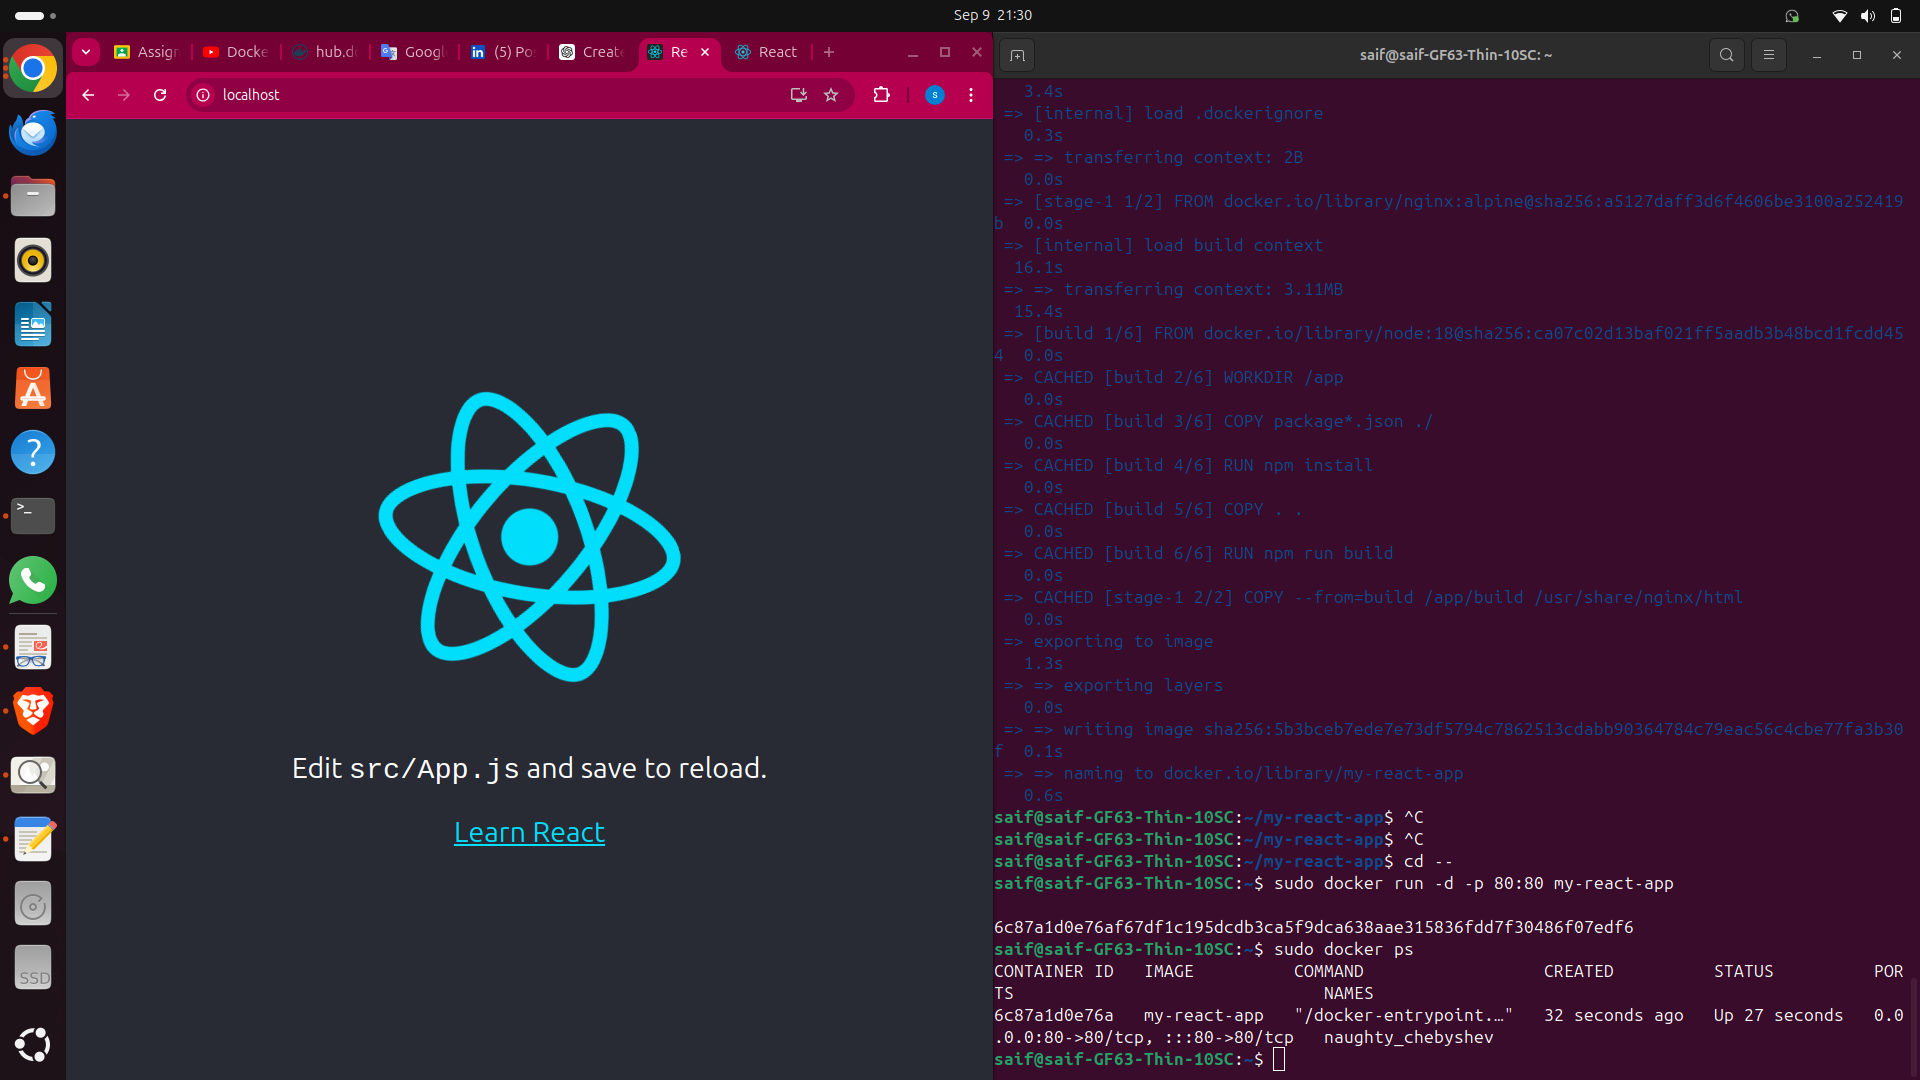 Sep 9 21:30
Assign
Docke
hub.do
Googl
(5) Po
Create
Re
React
localhost
S
Edit src/App.js and save to reload.
Learn React
SSD
saif@saif-GF63-Thin-10SC: ~
3.4s
=> [internal] load .dockerignore
0.3s
=> => transferring context: 2B
0.0s
=> [stage-1 1/2] FROM docker.io/library/nginx:alpine@sha256:a5127daff3d6f4606be3100a252419
b  0.0s
=> [internal] load build context
16.1s
=> => transferring context: 3.11MB
15.4s
=> [build 1/6] FROM docker.io/library/node:18@sha256:ca07c02d13baf021ff5aadb3b48bcd1fcdd45
4  0.0s
=> CACHED [build 2/6] WORKDIR /app
0.0s
=> CACHED [build 3/6] COPY package*.json ./
0.0s
=> CACHED [build 4/6] RUN npm install
0.0s
=> CACHED [build 5/6] COPY . .
0.0s
=> CACHED [build 6/6] RUN npm run build
0.0s
=> CACHED [stage-1 2/2] COPY --from=build /app/build /usr/share/nginx/html
0.0s
=> exporting to image
1.3s
=> => exporting layers
0.0s
=> => writing image sha256:5b3bceb7ede7e73df5794c7862513cdabb90364784c79eac56c4cbe77fa3b30
f  0.1s
=> => naming to docker.io/library/my-react-app
0.6s
saif@saif-GF63-Thin-10SC:~/my-react-app$ ^C
saif@saif-GF63-Thin-10SC:~/my-react-app$ ^C
saif@saif-GF63-Thin-10SC:~/my-react-app$ cd --
saif@saif-GF63-Thin-10SC:~$ sudo docker run -d -p 80:80 my-react-app
6c87a1d0e76af67df1c195dcdb3ca5f9dca638aae315836fdd7f30486f07edf6
saif@saif-GF63-Thin-10SC:~$ sudo docker ps
CONTAINER ID   IMAGE          COMMAND                  CREATED          STATUS          POR
TS                               NAMES
6c87a1d0e76a   my-react-app   "/docker-entrypoint.…"   32 seconds ago   Up 27 seconds   0.0
.0.0:80->80/tcp, :::80->80/tcp   naughty_chebyshev
saif@saif-GF63-Thin-10SC:~$